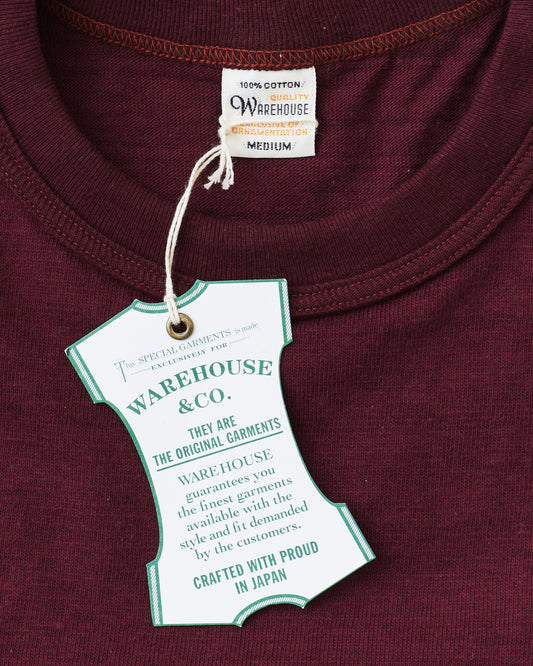 100% COTTON
QUALITY
WAREHOUSE
EXCLUSIVE OF
ORNAMENTATION
MEDIUM
This SPECIAL GARMENTS is made
EXCLUSIVELY FOR
WAREHOUSE
&CO.
THEY ARE
THE ORIGINAL GARMENTS
WAREHOUSE
guarantees you
the finest garments
available with the
style and fit demanded
by the customers.
CRAFTED WITH PROUD
IN JAPAN